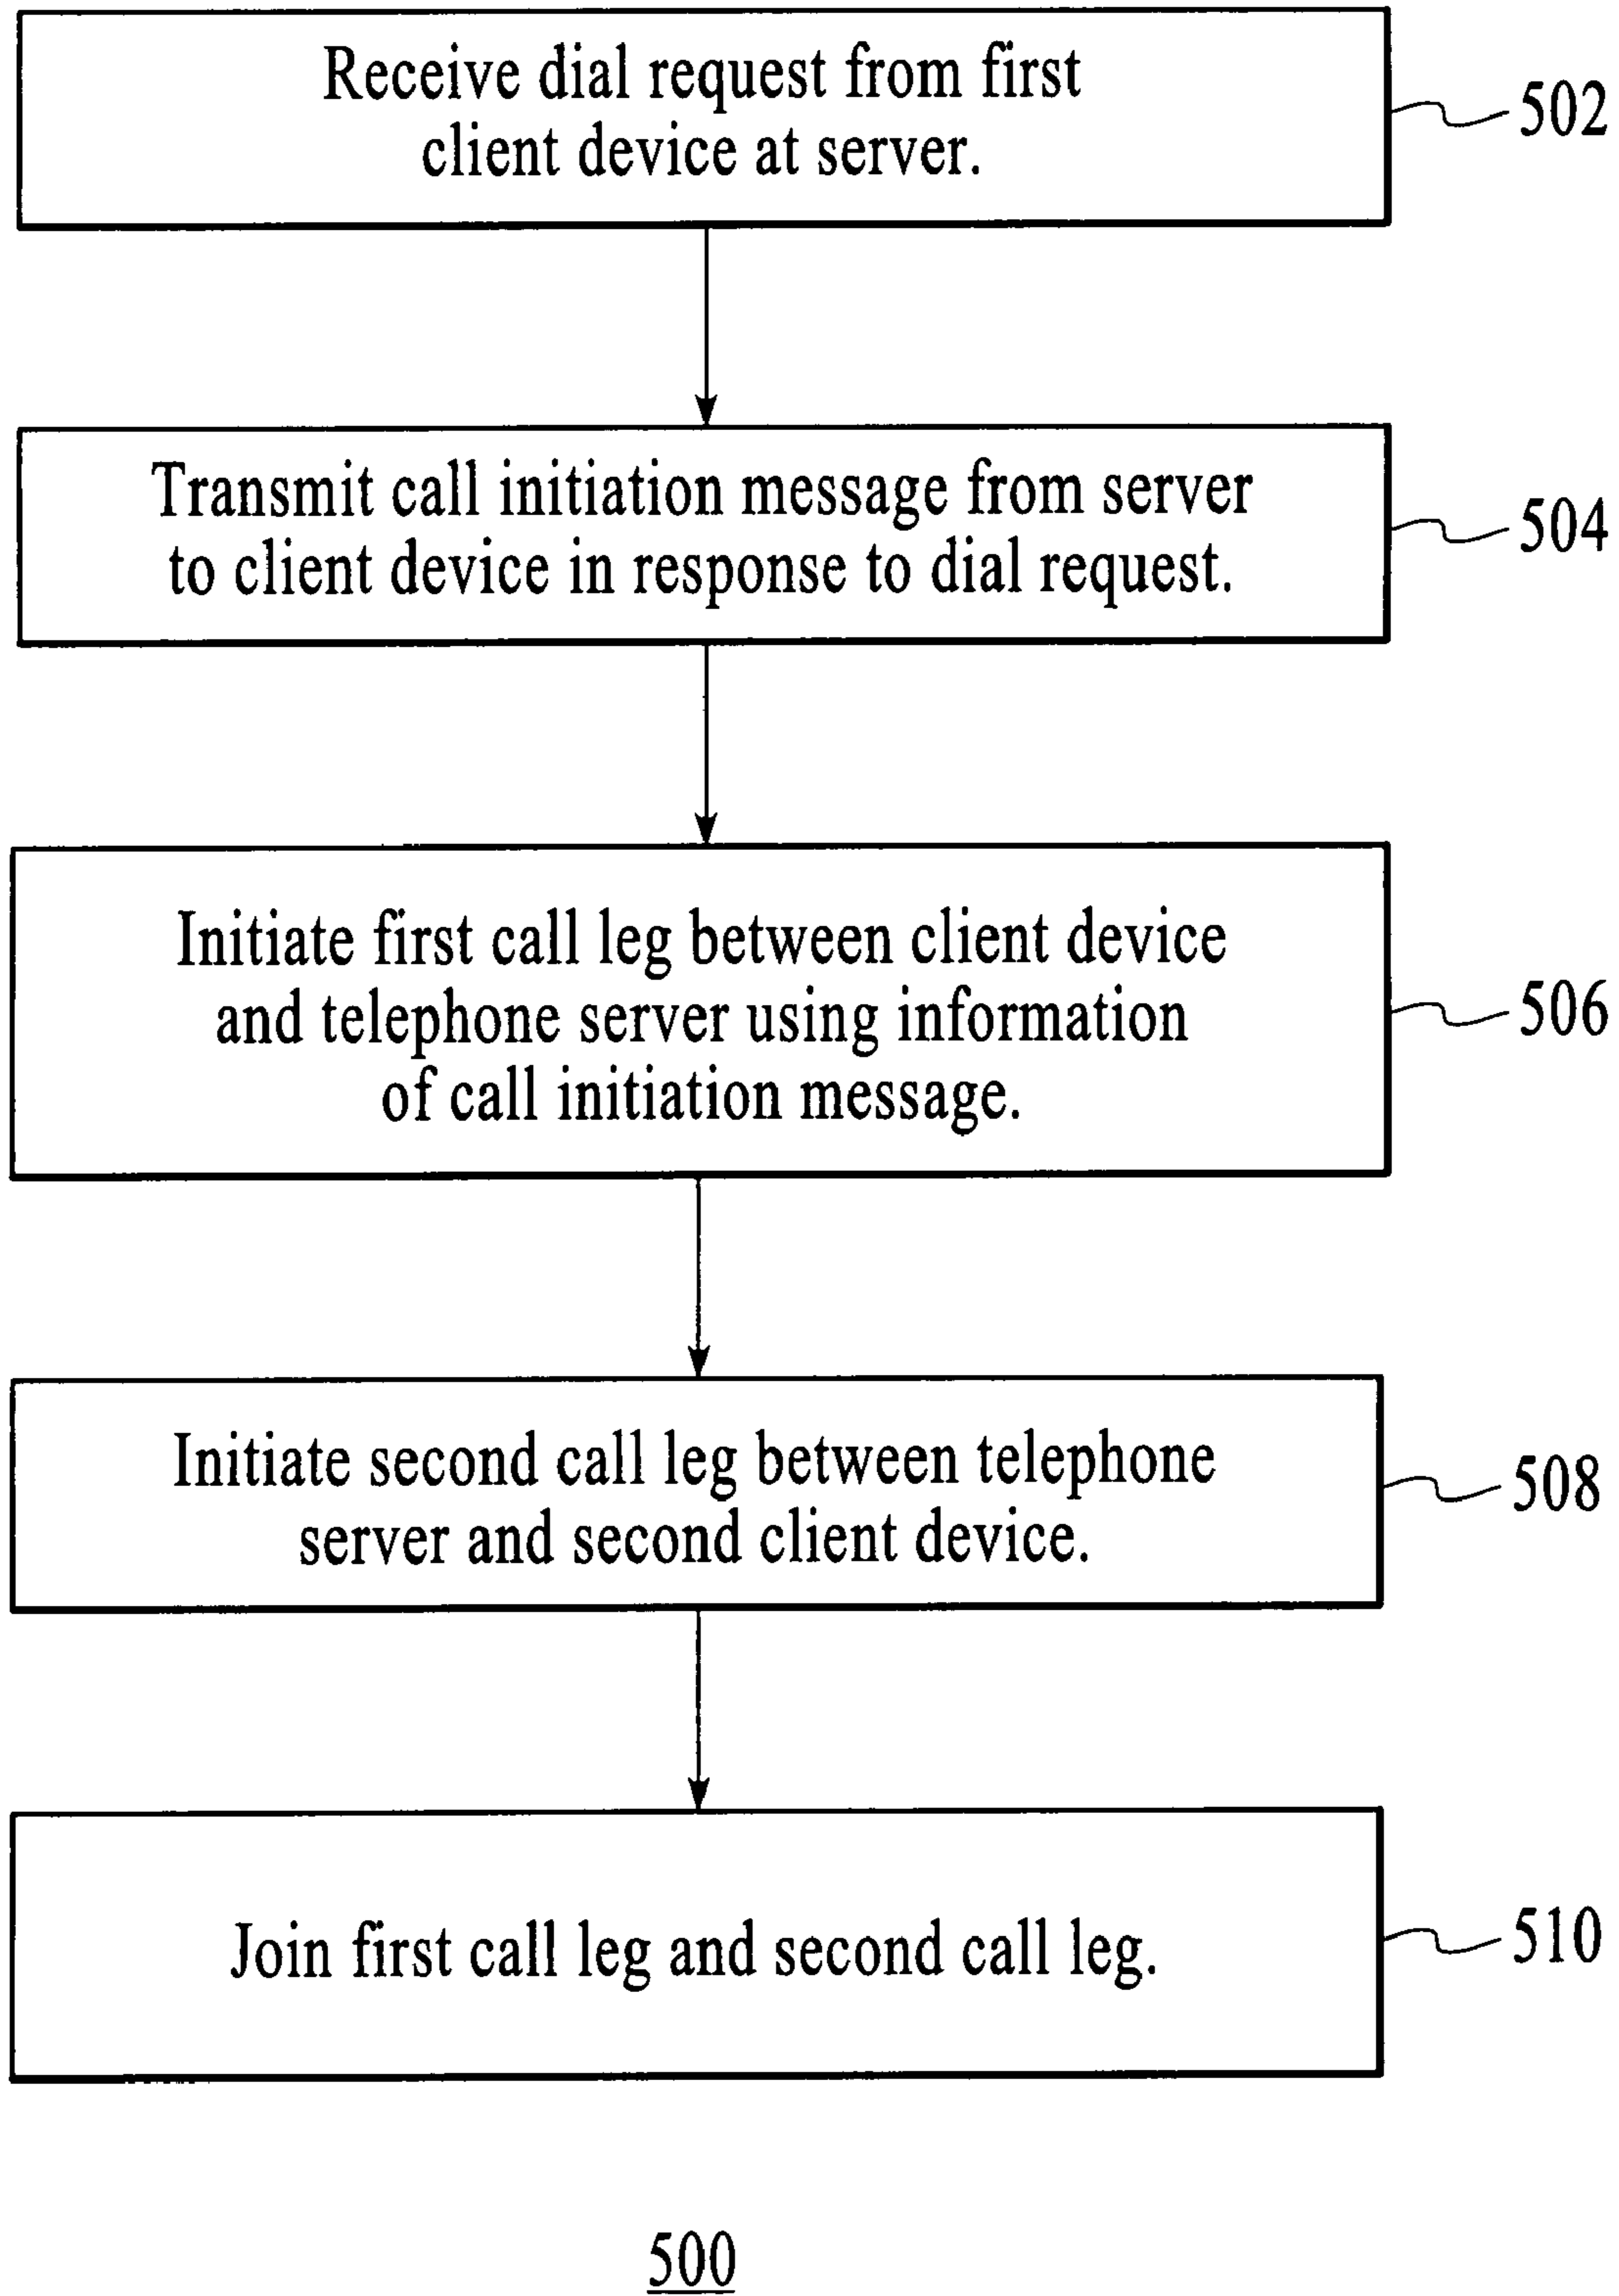 Receive dial request from first
client device at server.
502
Transmit call initiation message from server
to client device in response to dial request.
504
Initiate first call leg between client device
and telephone server using information
of call initiation message.
506
Initiate second call leg between telephone
server and second client device.
508
Join first call leg and second call leg.
510
500